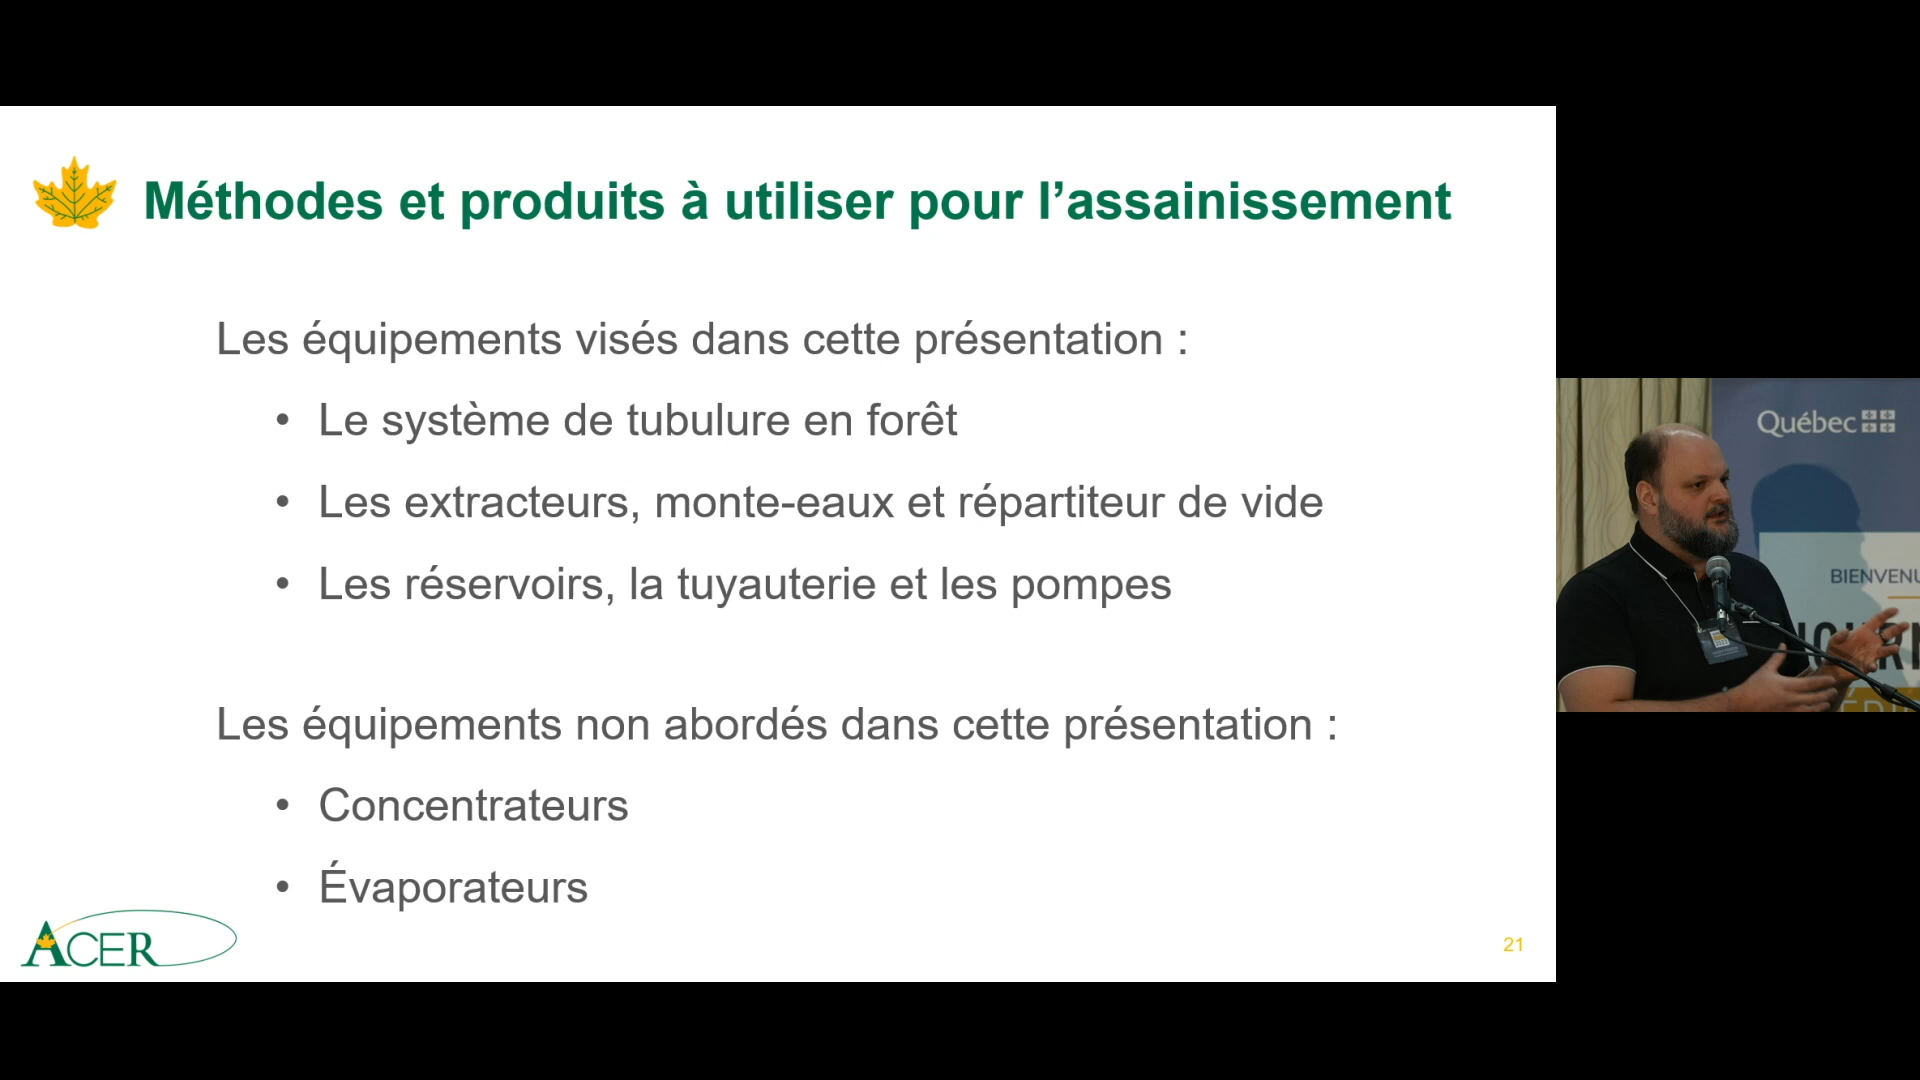 Méthodes et produits à utiliser pour l’assainissement
Les équipements visés dans cette présentation :
• Le système de tubulure en forêt
• Les extracteurs, monte-eaux et répartiteur de vide
• Les réservoirs, la tuyauterie et les pompes
Les équipements non abordés dans cette présentation :
• Concentrateurs
• Évaporateurs
ACER
21
Québec
BIENVENU